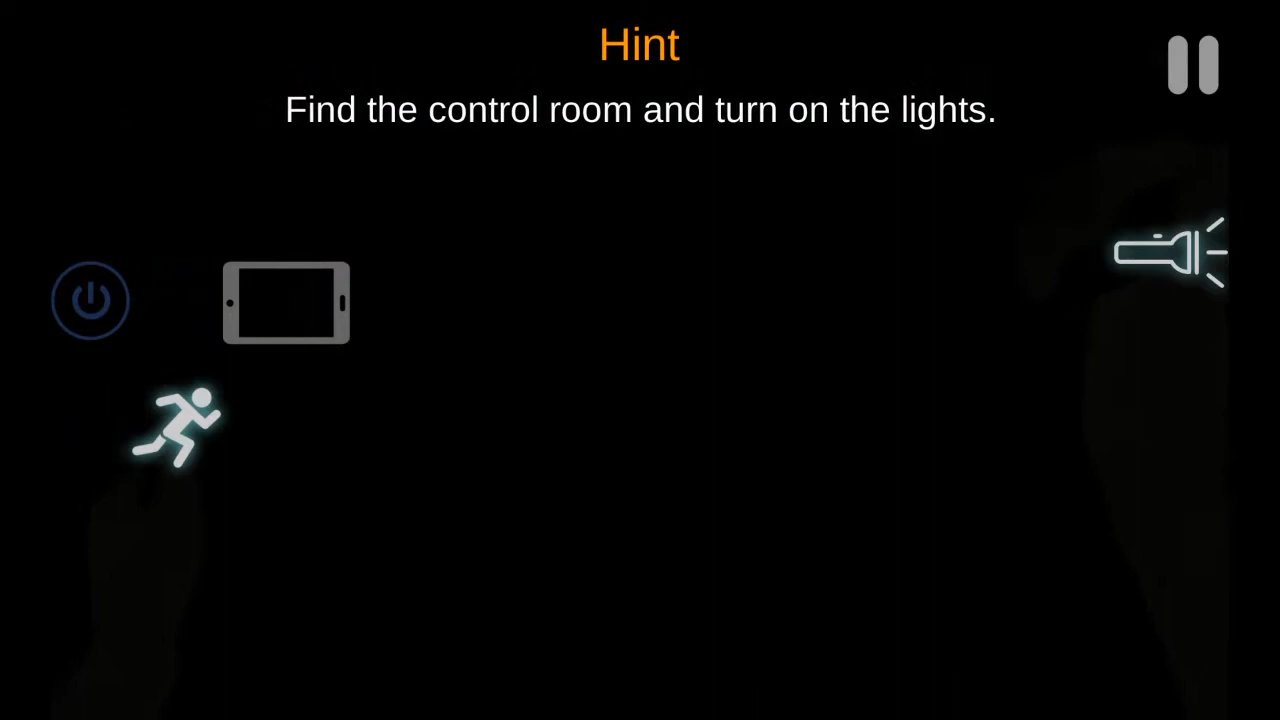 Hint
Find the control room and turn on the lights.